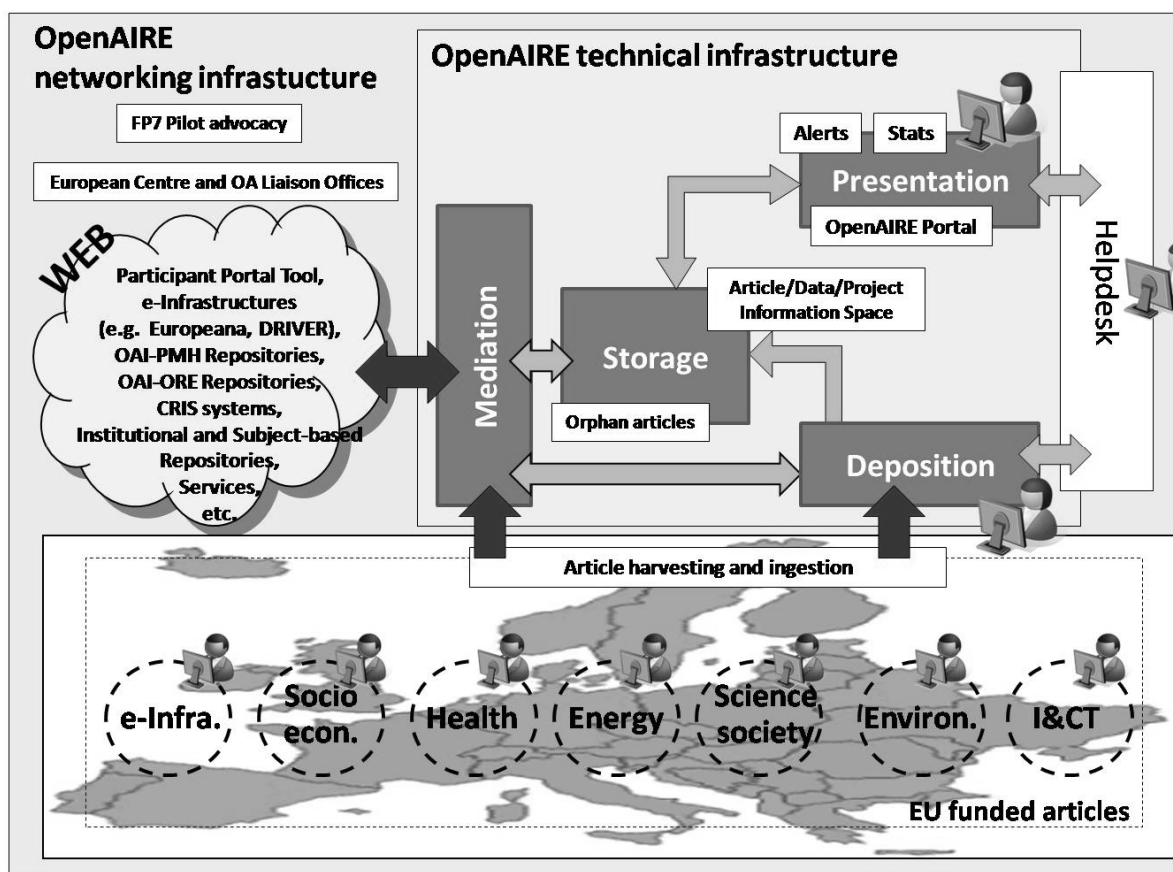 OpenAIRE
networking infrastucture
FP7 Pilot advocacy
European Centre and OA Liaison Offices
WEB
Participant Portal Tool,
e-Infrastructures
(e.g. Europeana, DRIVER),
OAI-PMH Repositories,
OAI-ORE Repositories,
CRIS systems,
Institutional and Subject-based
Repositories,
Services,
etc.
OpenAIRE technical infrastructure
Alerts
Stats
Presentation
OpenAIRE Portal
Helpdesk
Mediation
Article/Data/Project
Information Space
Storage
Orphan articles
Deposition
Article harvesting and ingestion
e-Infra.
Socio
econ.
Health
Energy
Science
society
Environ.
I&CT
EU funded articles